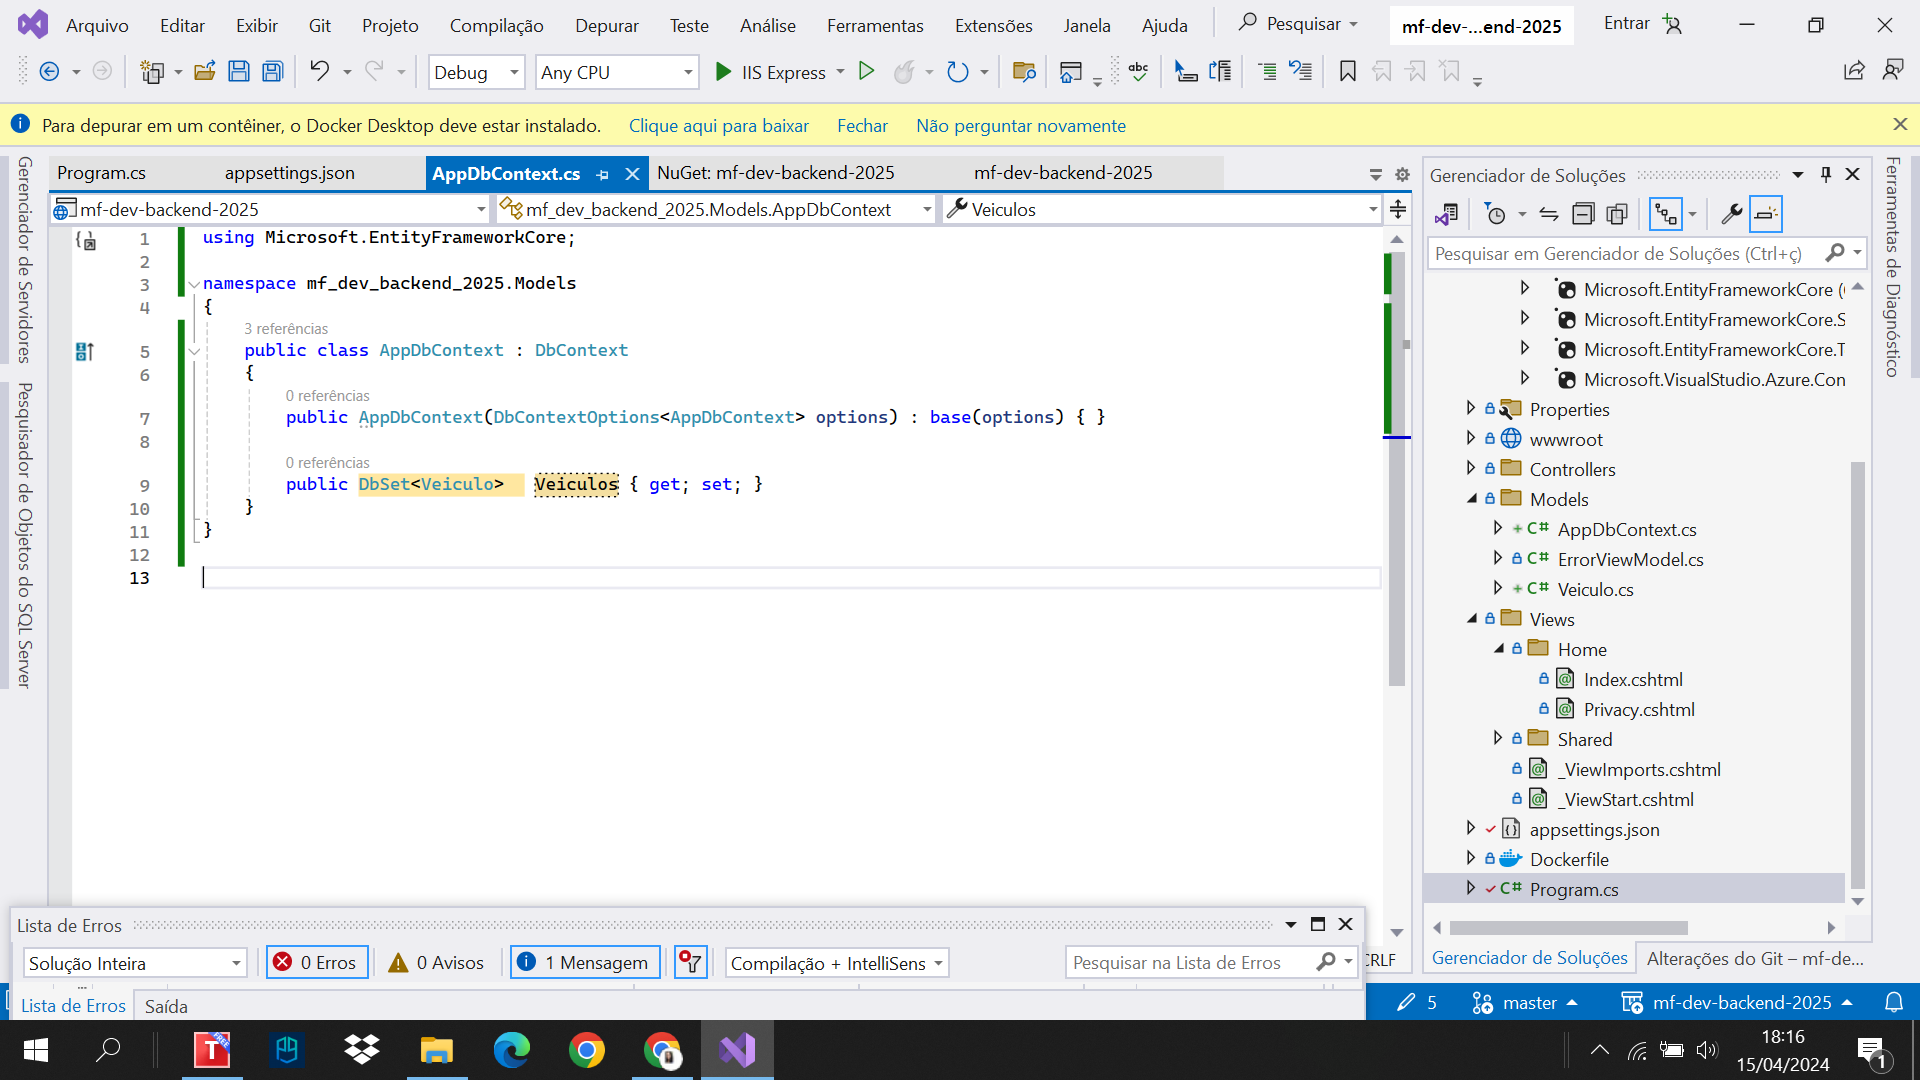 Arquivo Editar Exibir Git Projeto Compilação Depurar Teste Análise Ferramentas Extensões Janela Ajuda Pesquisar mf-dev-...end-2025 Entrar
Debug Any CPU IIS Express abc
Para depurar em um contêiner, o Docker Desktop deve estar instalado. Clique aqui para baixar Fechar Não perguntar novamente
Gerenciador de Servidores
Pesquisador de Objetos do SQL Server
Program.cs appsettings.json AppDbContext.cs NuGet: mf-dev-backend-2025 mf-dev-backend-2025
mf-dev-backend-2025 mf_dev_backend_2025.Models.AppDbContext Veiculos
1 using Microsoft.EntityFrameworkCore;
2
3 namespace mf_dev_backend_2025.Models
4 {
3 referências
5 public class AppDbContext : DbContext
6 {
0 referências
7 public AppDbContext(DbContextOptions<AppDbContext> options) : base(options) { }
8
0 referências
9 public DbSet<Veiculo> Veiculos { get; set; }
10 }
11 }
12
13
Gerenciador de Soluções
Pesquisar em Gerenciador de Soluções (Ctrl+ç)
Microsoft.EntityFrameworkCore (
Microsoft.EntityFrameworkCore.S
Microsoft.EntityFrameworkCore.T
Microsoft.VisualStudio.Azure.Con
Properties
wwwroot
Controllers
Models
C# AppDbContext.cs
C# ErrorViewModel.cs
C# Veiculo.cs
Views
Home
Index.cshtml
Privacy.cshtml
Shared
_ViewImports.cshtml
_ViewStart.cshtml
appsettings.json
Dockerfile
C# Program.cs
Gerenciador de Soluções Alterações do Git – mf-de...
Ferramentas de Diagnóstico
Lista de Erros
Solução Inteira 0 Erros 0 Avisos 1 Mensagem Compilação + IntelliSens Pesquisar na Lista de Erros CRLF
Lista de Erros Saída
5 master mf-dev-backend-2025
T FREE
18:16
15/04/2024
1